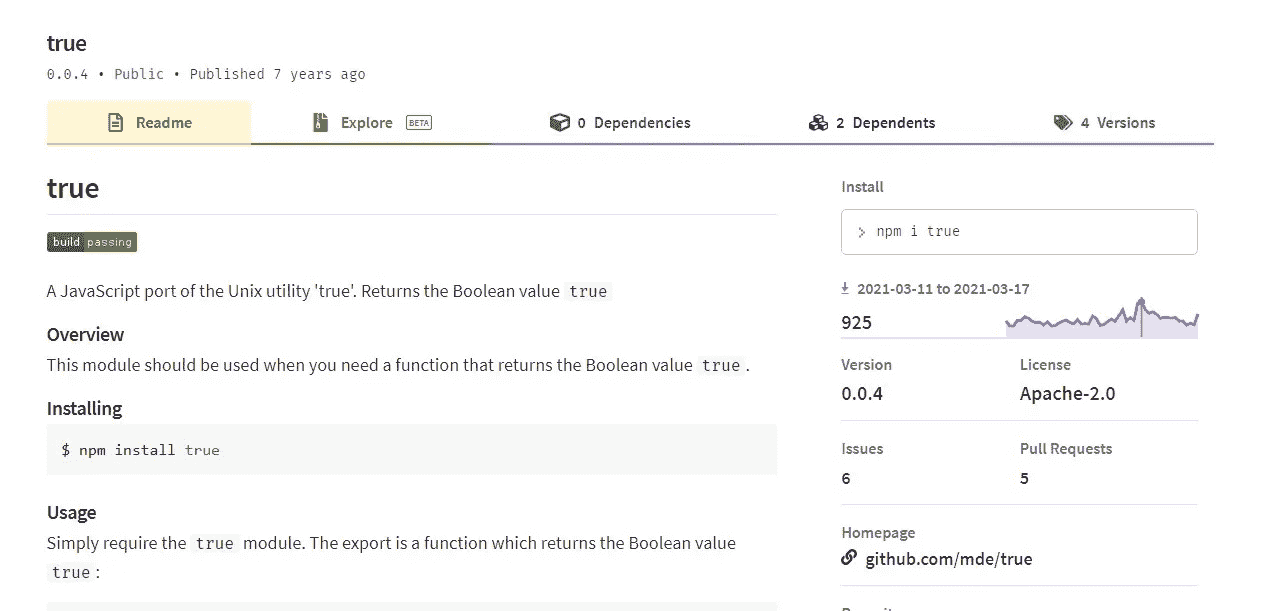 true
0.0.4 • Public • Published 7 years ago
Readme
Explore BETA
0 Dependencies
2 Dependents
4 Versions
true
build passing
A JavaScript port of the Unix utility 'true'. Returns the Boolean value true
Overview
This module should be used when you need a function that returns the Boolean value true .
Installing
$ npm install true
Usage
Simply require the true module. The export is a function which returns the Boolean value
true :
Install
> npm i true
2021-03-11 to 2021-03-17
925
Version
0.0.4
License
Apache-2.0
Issues
6
Pull Requests
5
Homepage
github.com/mde/true